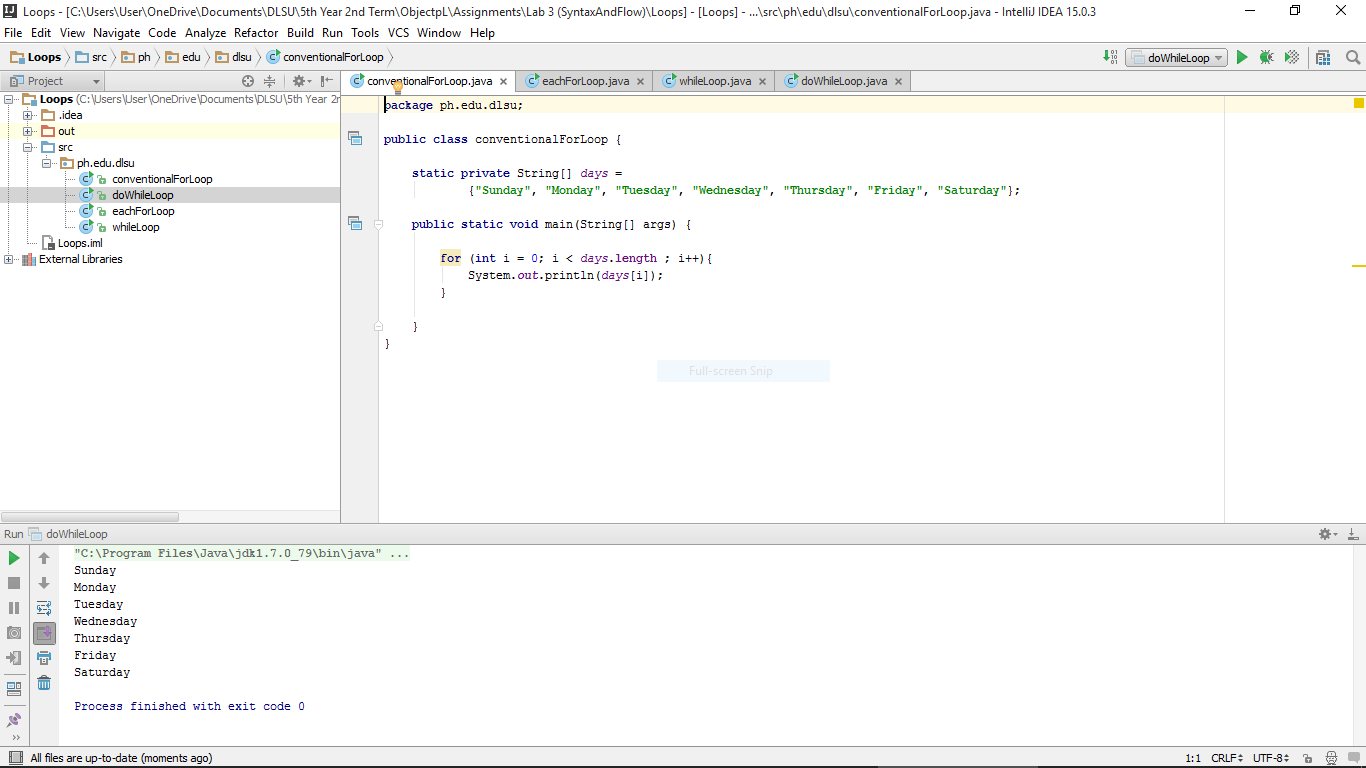 Loops - [C:\Users\User\OneDrive\Documents\DLSU\5th Year 2nd Term\ObjectpL\Assignments\Lab 3 (SyntaxAndFlow)\Loops] - [Loops] - ...\src\ph\edu\dlsu\conventionalForLoop.java - IntelliJ IDEA 15.0.3
File Edit View Navigate Code Analyze Refactor Build Run Tools VCS Window Help
Loops src ph edu dlsu conventionalForLoop doWhileLoop
Project conventionalForLoop.java eachForLoop.java whileLoop.java doWhileLoop.java
Loops (C:\Users\User\OneDrive\Documents\DLSU\5th Year 2r
.idea
out
src
ph.edu.dlsu
conventionalForLoop
doWhileLoop
eachForLoop
whileLoop
Loops.iml
External Libraries
package ph.edu.dlsu;
public class conventionalForLoop {
static private String[] days =
{"Sunday", "Monday", "Tuesday", "Wednesday", "Thursday", "Friday", "Saturday"};
public static void main(String[] args) {
for (int i = 0; i < days.length ; i++){
System.out.println(days[i]);
}
}
}
Full-screen Snip
Run doWhileLoop
"C:\Program Files\Java\jdk1.7.0_79\bin\java" ...
Sunday
Monday
Tuesday
Wednesday
Thursday
Friday
Saturday
Process finished with exit code 0
All files are up-to-date (moments ago) 1:1 CRLF UTF-8